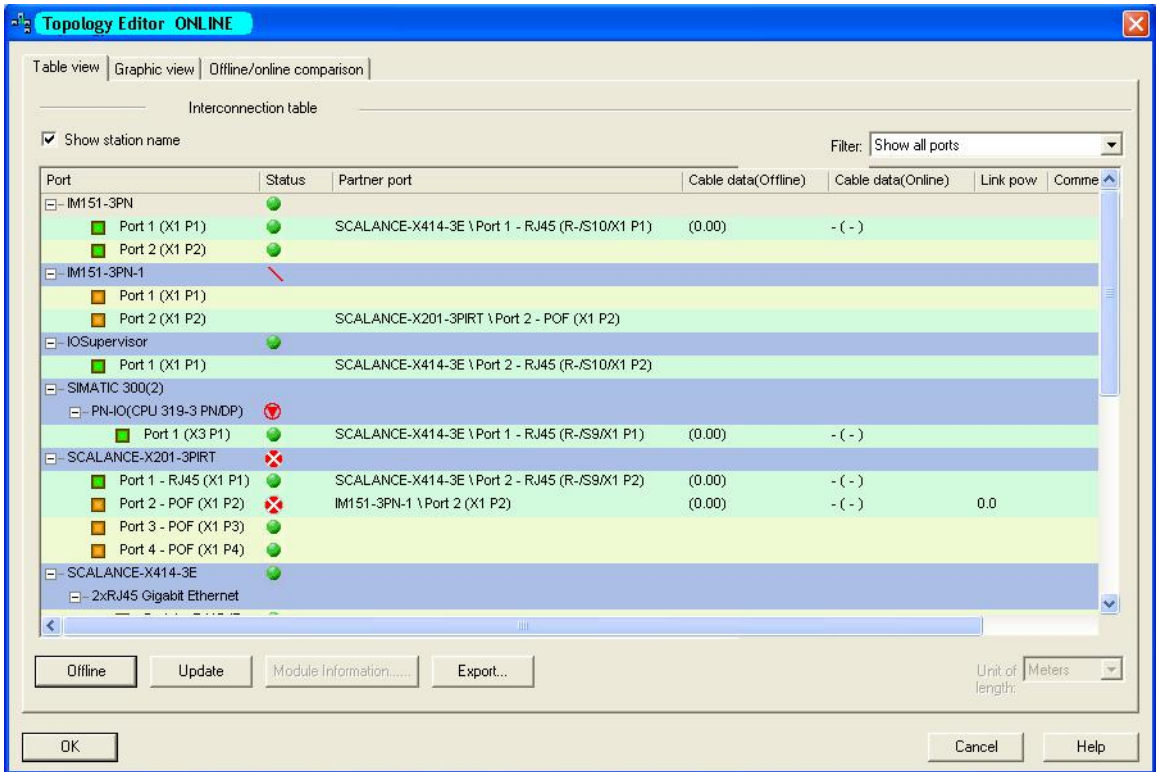 Topology Editor ONLINE
Table view Graphic view Offline/online comparison
Interconnection table
Show station name
Filter: Show all ports
Port Status Partner port Cable data(Offline) Cable data(Online) Link pow Comme
IM151-3PN
Port 1 (X1 P1) SCALANCE-X414-3E \ Port 1 - RJ45 (R-/S10/X1 P1) (0.00) - ( - )
Port 2 (X1 P2)
IM151-3PN-1
Port 1 (X1 P1)
Port 2 (X1 P2) SCALANCE-X201-3PIRT \ Port 2 - POF (X1 P2)
IOSupervisor
Port 1 (X1 P1) SCALANCE-X414-3E \ Port 2 - RJ45 (R-/S10/X1 P2)
SIMATIC 300(2)
PN-IO(CPU 319-3 PN/DP)
Port 1 (X3 P1) SCALANCE-X414-3E \ Port 1 - RJ45 (R-/S9/X1 P1) (0.00) - ( - )
SCALANCE-X201-3PIRT
Port 1 - RJ45 (X1 P1) SCALANCE-X414-3E \ Port 2 - RJ45 (R-/S9/X1 P2) (0.00) - ( - )
Port 2 - POF (X1 P2) IM151-3PN-1 \ Port 2 (X1 P2) (0.00) - ( - ) 0.0
Port 3 - POF (X1 P3)
Port 4 - POF (X1 P4)
SCALANCE-X414-3E
2xRJ45 Gigabit Ethernet
Offline Update Module Information...... Export... Unit of length: Meters
OK Cancel Help